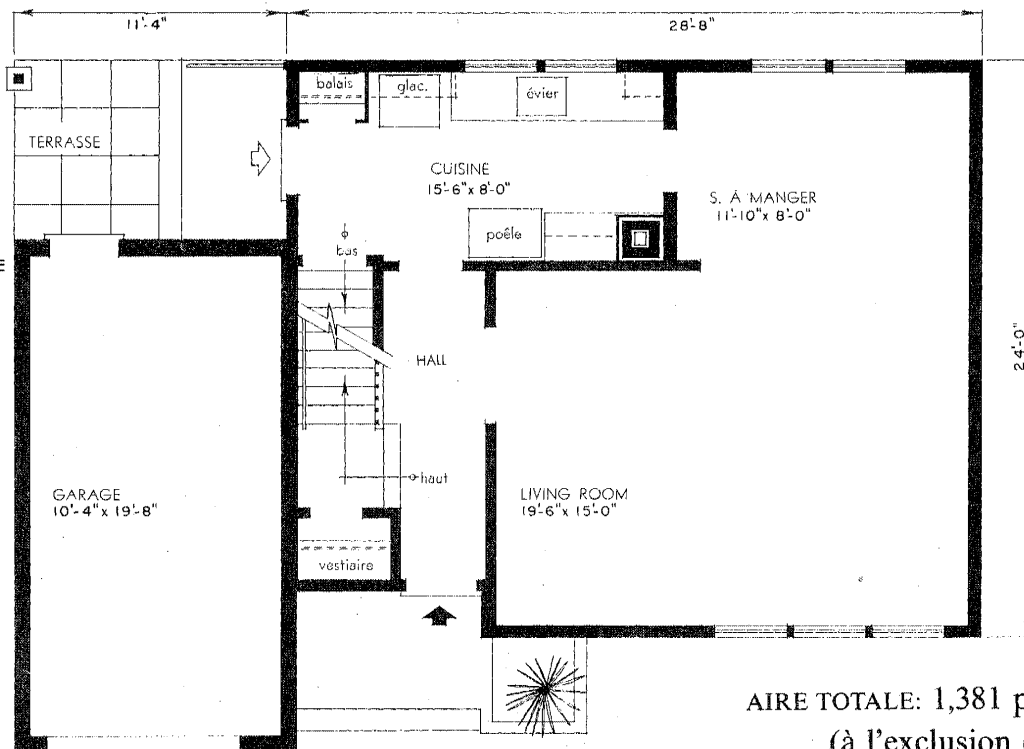 11'-4"
28'-8"
balais
glac.
évier
TERRASSE
CUISINE
15'-6" x 8'-0"
S. À MANGER
11'-10" x 8'-0"
poêle
bas
HALL
24'-0"
haut
GARAGE
10'-4" x 19'-8"
LIVING ROOM
19'-6" x 15'-0"
vestiaire
AIRE TOTALE: 1,381 p
(à l'exclusion